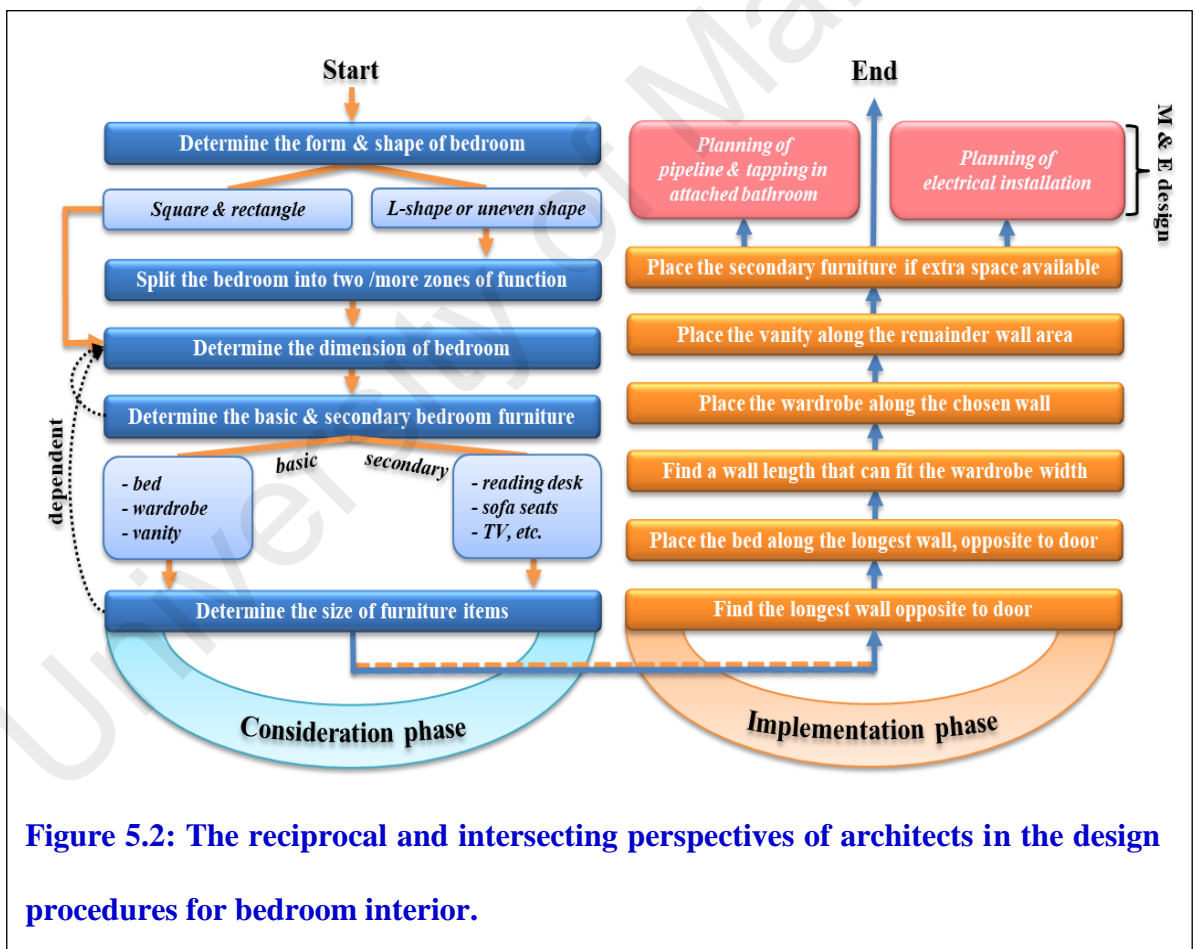 Start
Determine the form & shape of bedroom
Square & rectangle
L-shape or uneven shape
Split the bedroom into two /more zones of function
Determine the dimension of bedroom
Determine the basic & secondary bedroom furniture
basic
secondary
dependent
- bed
- wardrobe
- vanity
- reading desk
- sofa seats
- TV, etc.
Determine the size of furniture items
Consideration phase
End
M & E design
Planning of
pipeline & tapping in
attached bathroom
Planning of
electrical installation
Place the secondary furniture if extra space available
Place the vanity along the remainder wall area
Place the wardrobe along the chosen wall
Find a wall length that can fit the wardrobe width
Place the bed along the longest wall, opposite to door
Find the longest wall opposite to door
Implementation phase
University of Ma
Figure 5.2: The reciprocal and intersecting perspectives of architects in the design
procedures for bedroom interior.